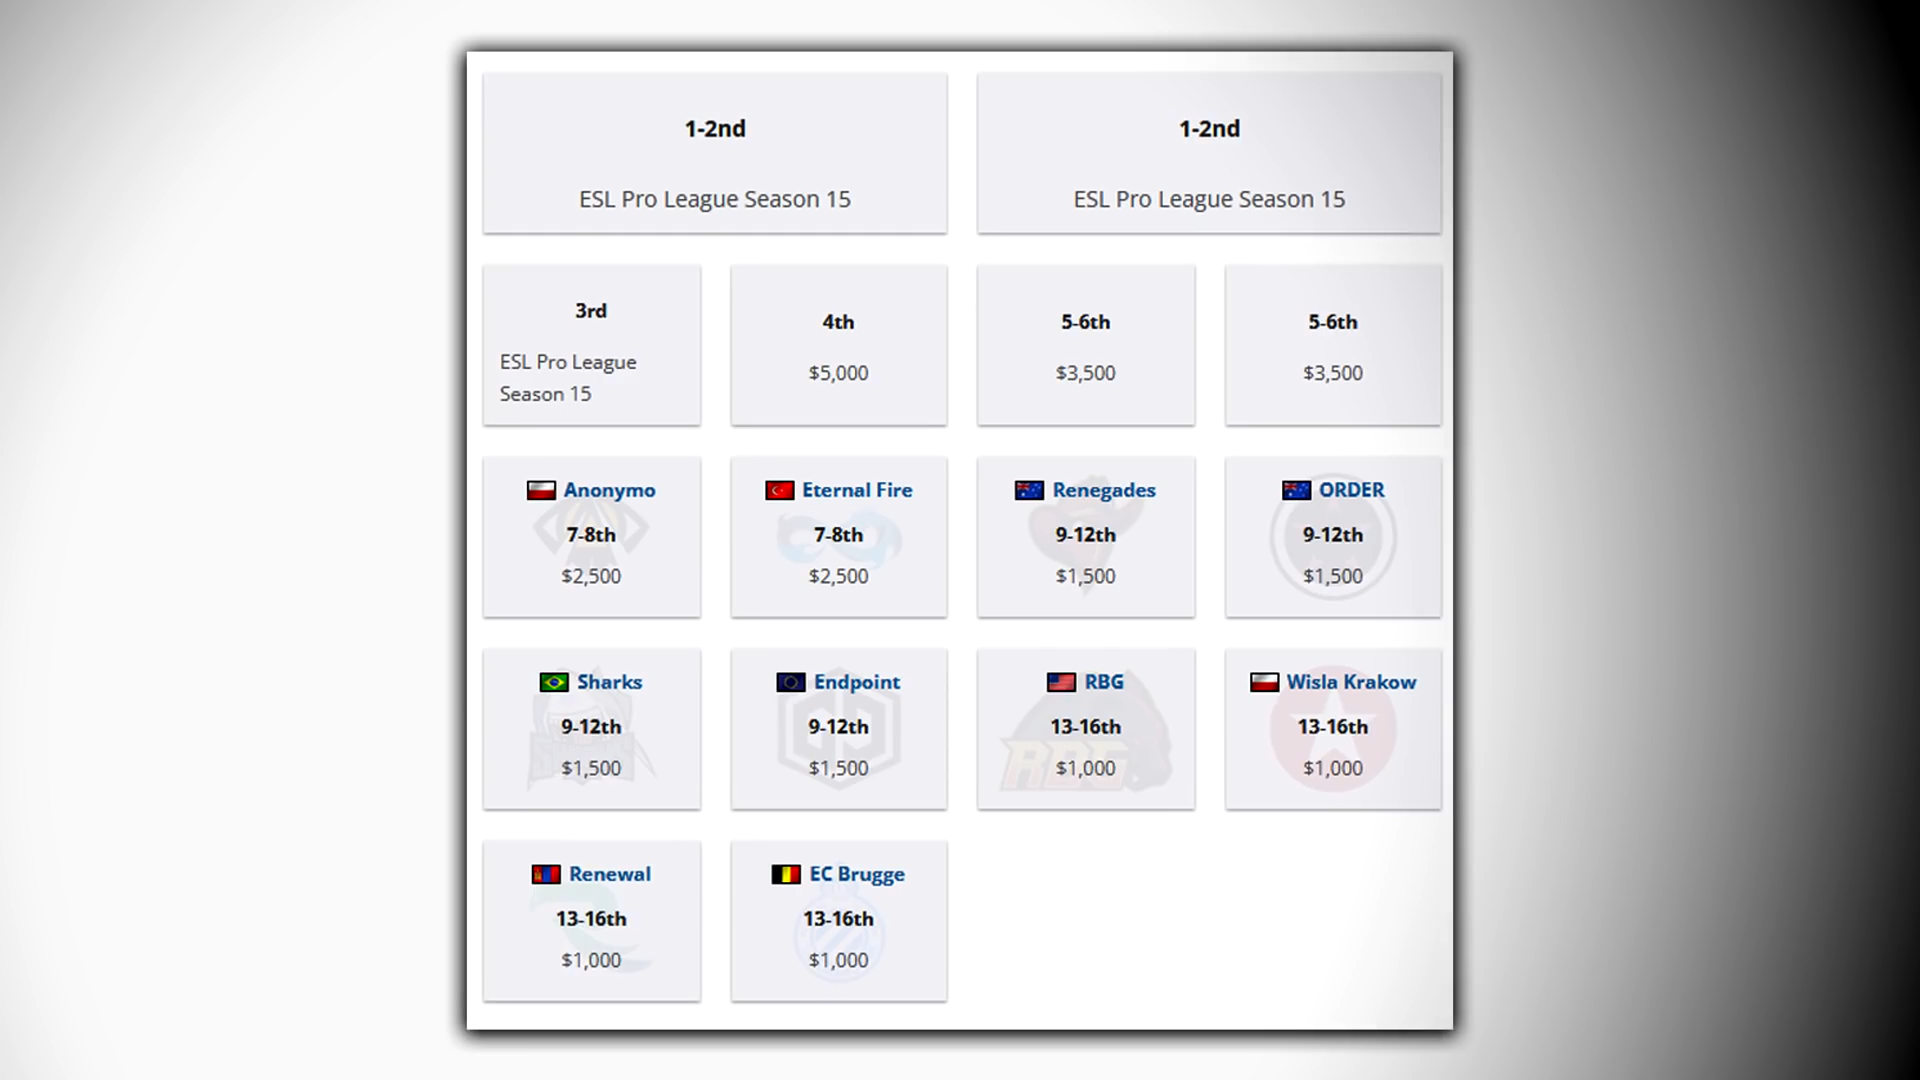 1-2nd
ESL Pro League Season 15
1-2nd
ESL Pro League Season 15
3rd
ESL Pro League
Season 15
4th
$5,000
5-6th
$3,500
5-6th
$3,500
Anonymo
7-8th
$2,500
Eternal Fire
7-8th
$2,500
Renegades
9-12th
$1,500
ORDER
9-12th
$1,500
Sharks
9-12th
$1,500
Endpoint
9-12th
$1,500
RBG
13-16th
RBG
$1,000
Wisla Krakow
13-16th
$1,000
Renewal
13-16th
$1,000
EC Brugge
13-16th
$1,000